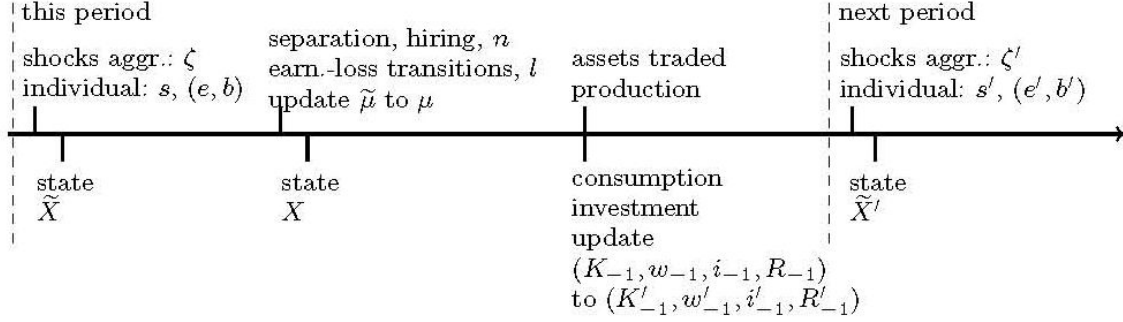 this period
shocks aggr.: ζ
individual: s, (e, b)
separation, hiring, n
earn.-loss transitions, l
update μ̃ to μ
assets traded
production
next period
shocks aggr.: ζ′
individual: s′, (e′, b′)
state
X̃
state
X
consumption
investment
update
(K₋₁, w₋₁, i₋₁, R₋₁)
to (K′₋₁, w′₋₁, i′₋₁, R′₋₁)
state
X̃′